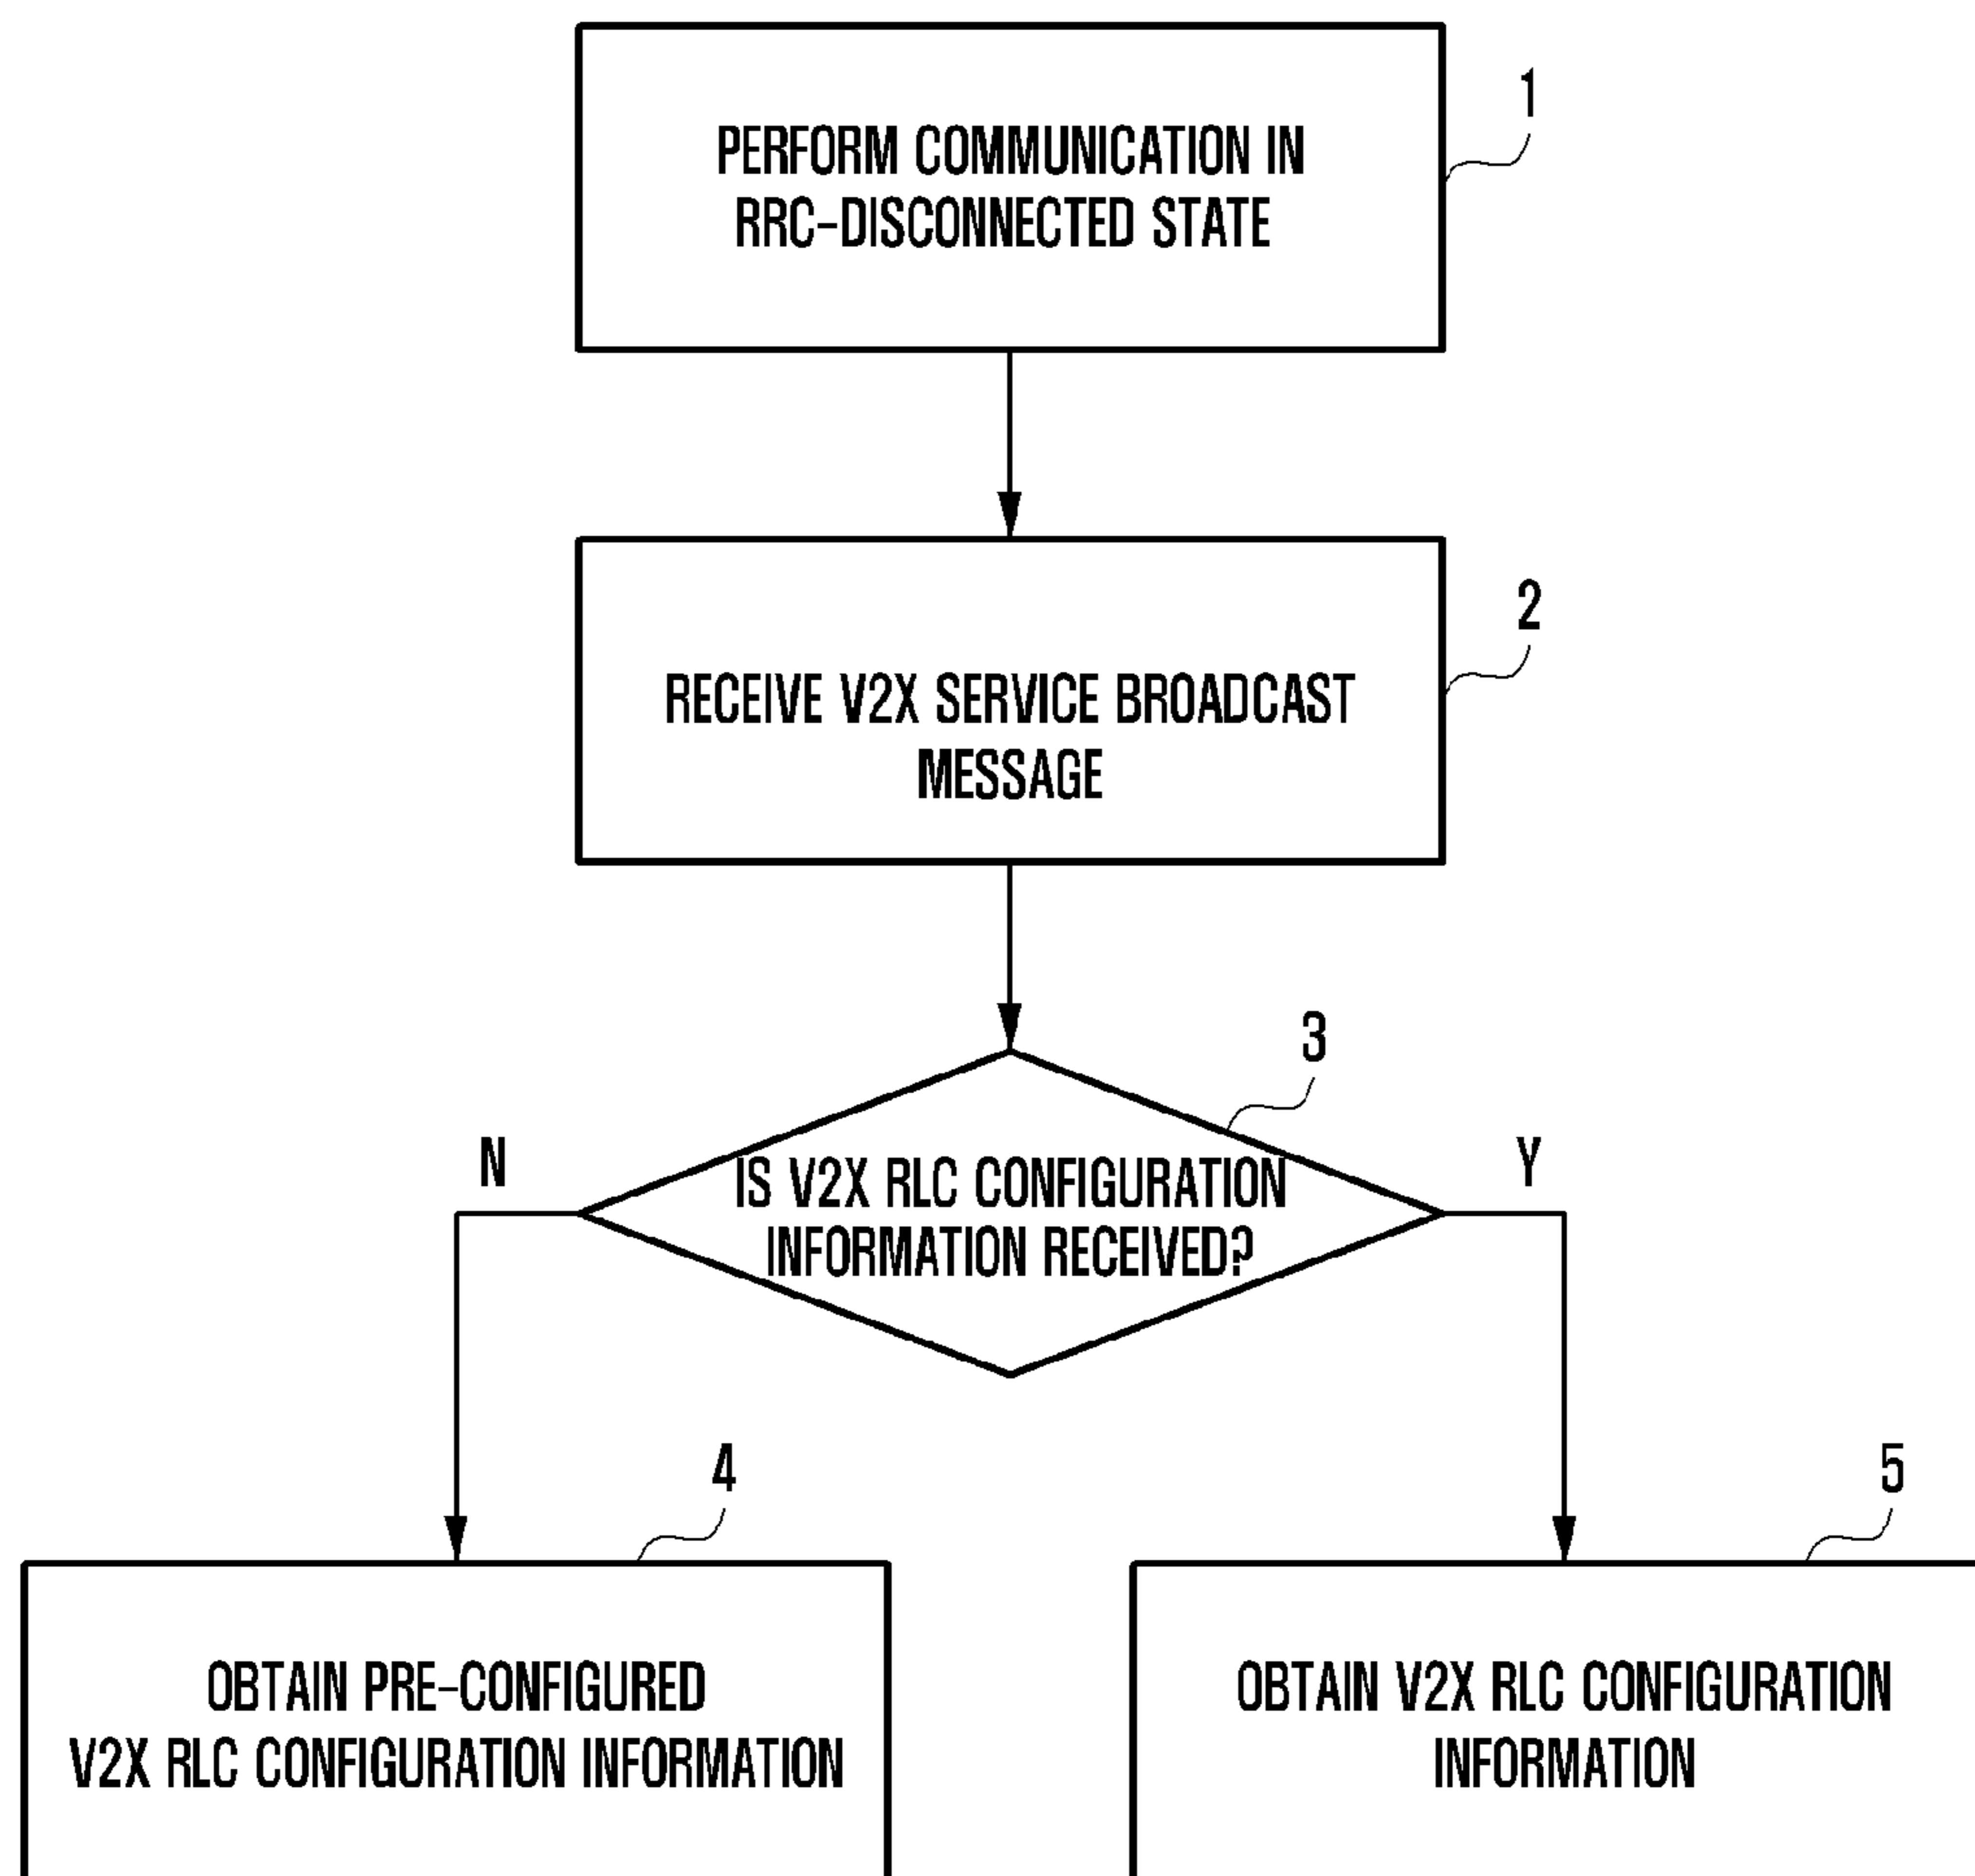 1
PERFORM COMMUNICATION IN
RRC-DISCONNECTED STATE
2
RECEIVE V2X SERVICE BROADCAST
MESSAGE
3
N
Y
IS V2X RLC CONFIGURATION
INFORMATION RECEIVED?
4
5
OBTAIN PRE-CONFIGURED
V2X RLC CONFIGURATION INFORMATION
OBTAIN V2X RLC CONFIGURATION
INFORMATION